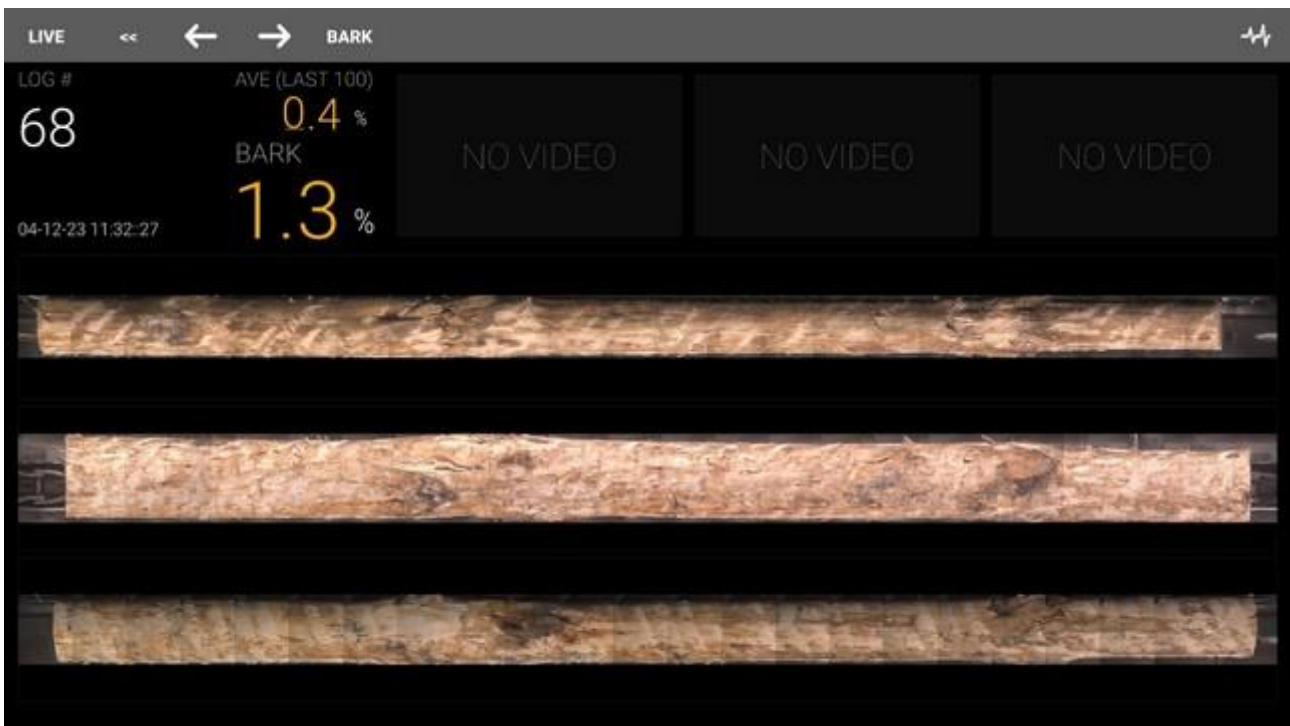 LIVE << ← → BARK
LOG #
68
04-12-23 11:32:27
AVE (LAST 100)
0.4 %
BARK
1.3 %
NO VIDEO
NO VIDEO
NO VIDEO